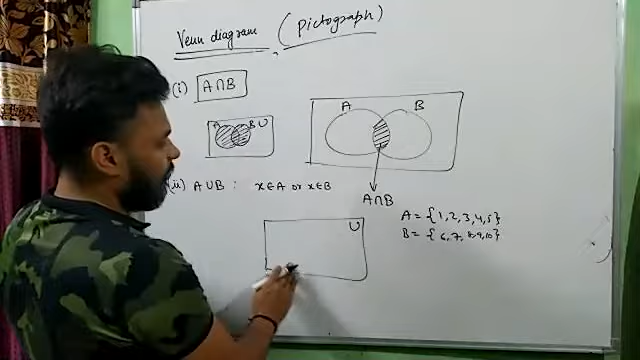 Venn diagram (Pictograph)
(i) A∩B
A B U
A B
A∩B
(ii) A∪B : x∈A or x∈B
A = {1,2,3,4,5}
B = {6,7,8,9,10}
U